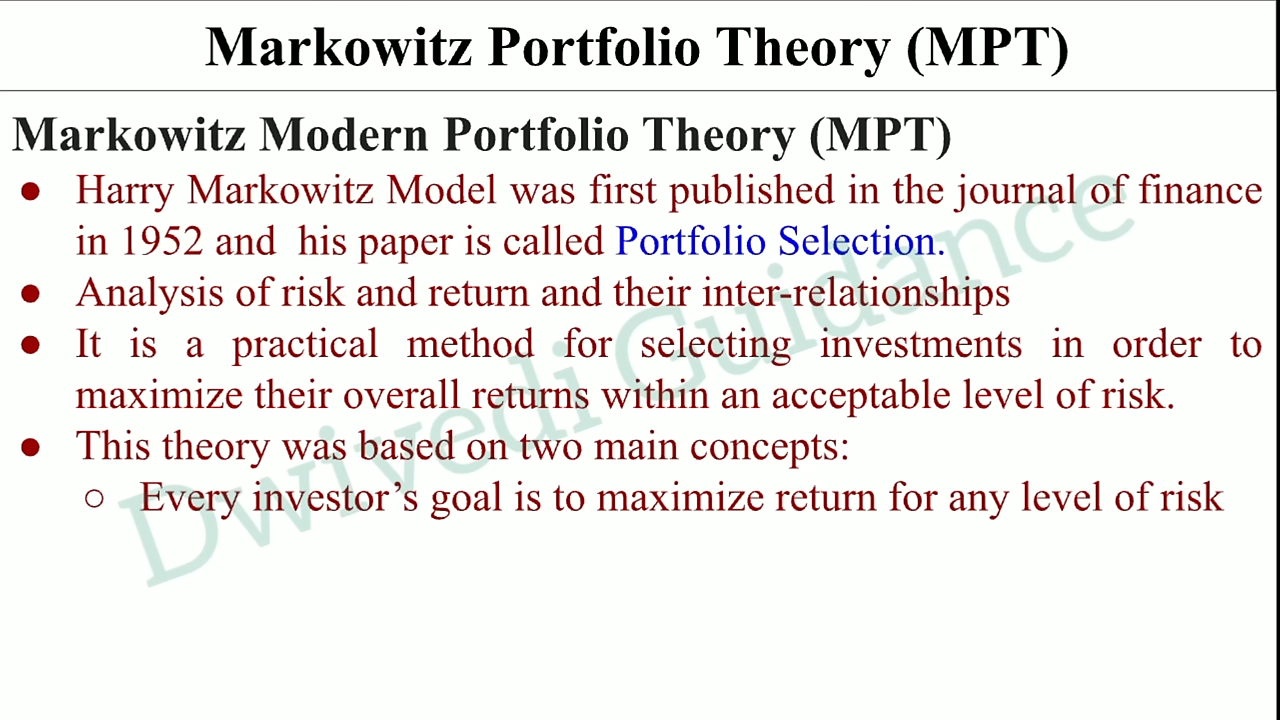 Markowitz Portfolio Theory (MPT)
Markowitz Modern Portfolio Theory (MPT)
● Harry Markowitz Model was first published in the journal of finance
in 1952 and his paper is called Portfolio Selection.
● Analysis of risk and return and their inter-relationships
● It is a practical method for selecting investments in order to
maximize their overall returns within an acceptable level of risk.
● This theory was based on two main concepts:
○ Every investor’s goal is to maximize return for any level of risk
Dwivedi Guidance